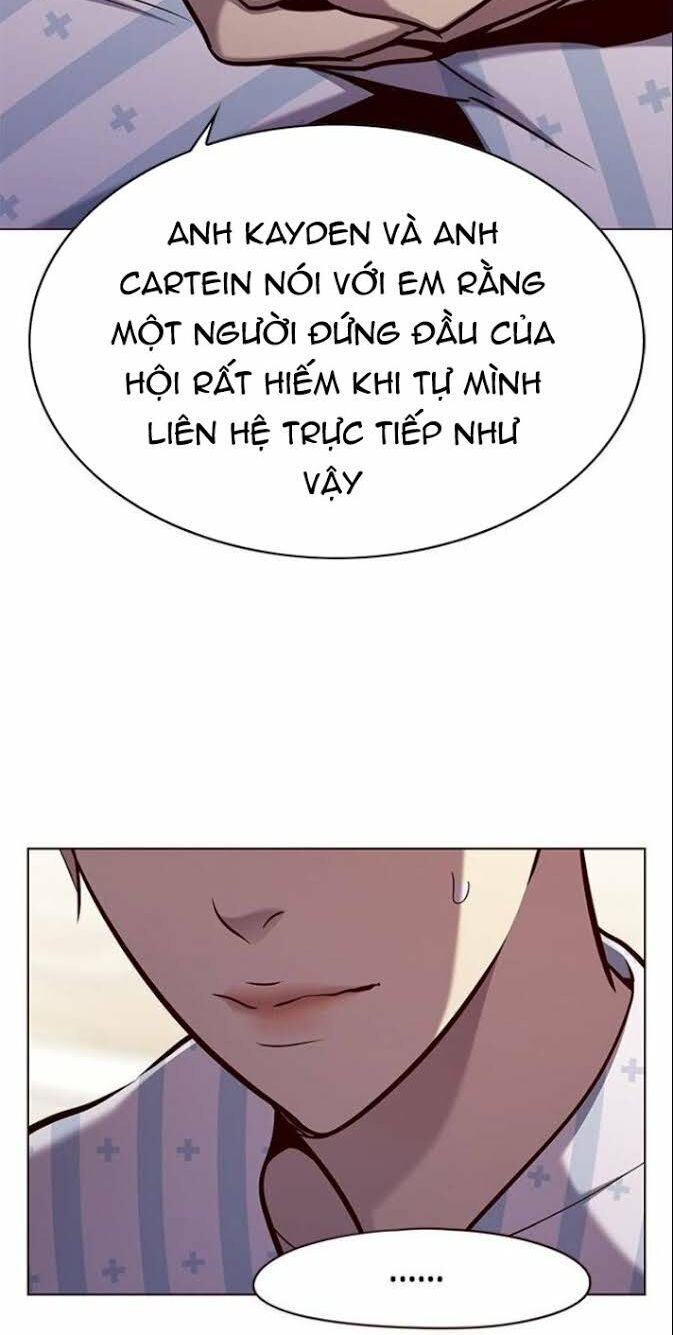 ANH KAYDEN VÀ ANH
CARTEIN NÓI VỚI EM RẰNG
MỘT NGƯỜI ĐỨNG ĐẦU CỦA
HỘI RẤT HIẾM KHI TỰ MÌNH
LIÊN HỆ TRỰC TIẾP NHƯ
VẬY
......